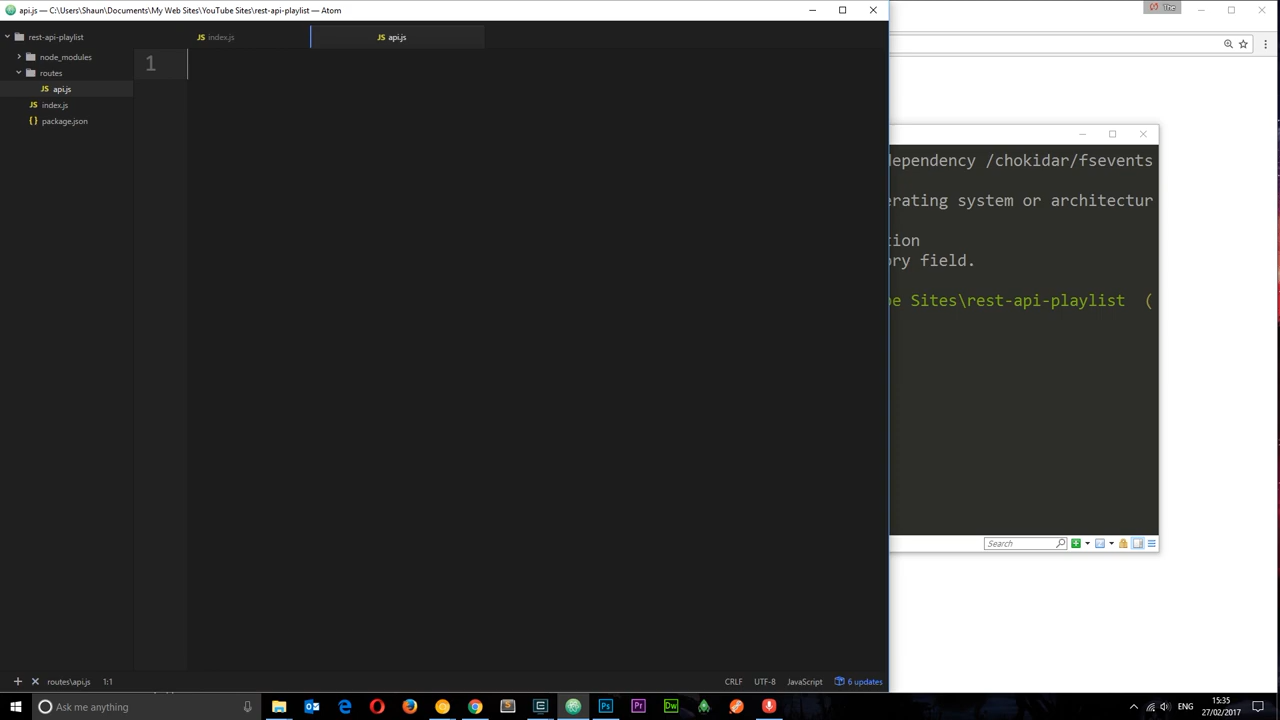 api.js — C:\Users\Shaun\Documents\My Web Sites\YouTube Sites\rest-api-playlist — Atom
The
rest-api-playlist
index.js
api.js
node_modules
routes
api.js
index.js
package.json
1
dependency /chokidar/fsevents
erating system or architectur
tion
ory field.
be Sites\rest-api-playlist (
Search
routes\api.js 1:1
CRLF UTF-8 JavaScript 6 updates
Ask me anything
ENG
15:35
27/02/2017